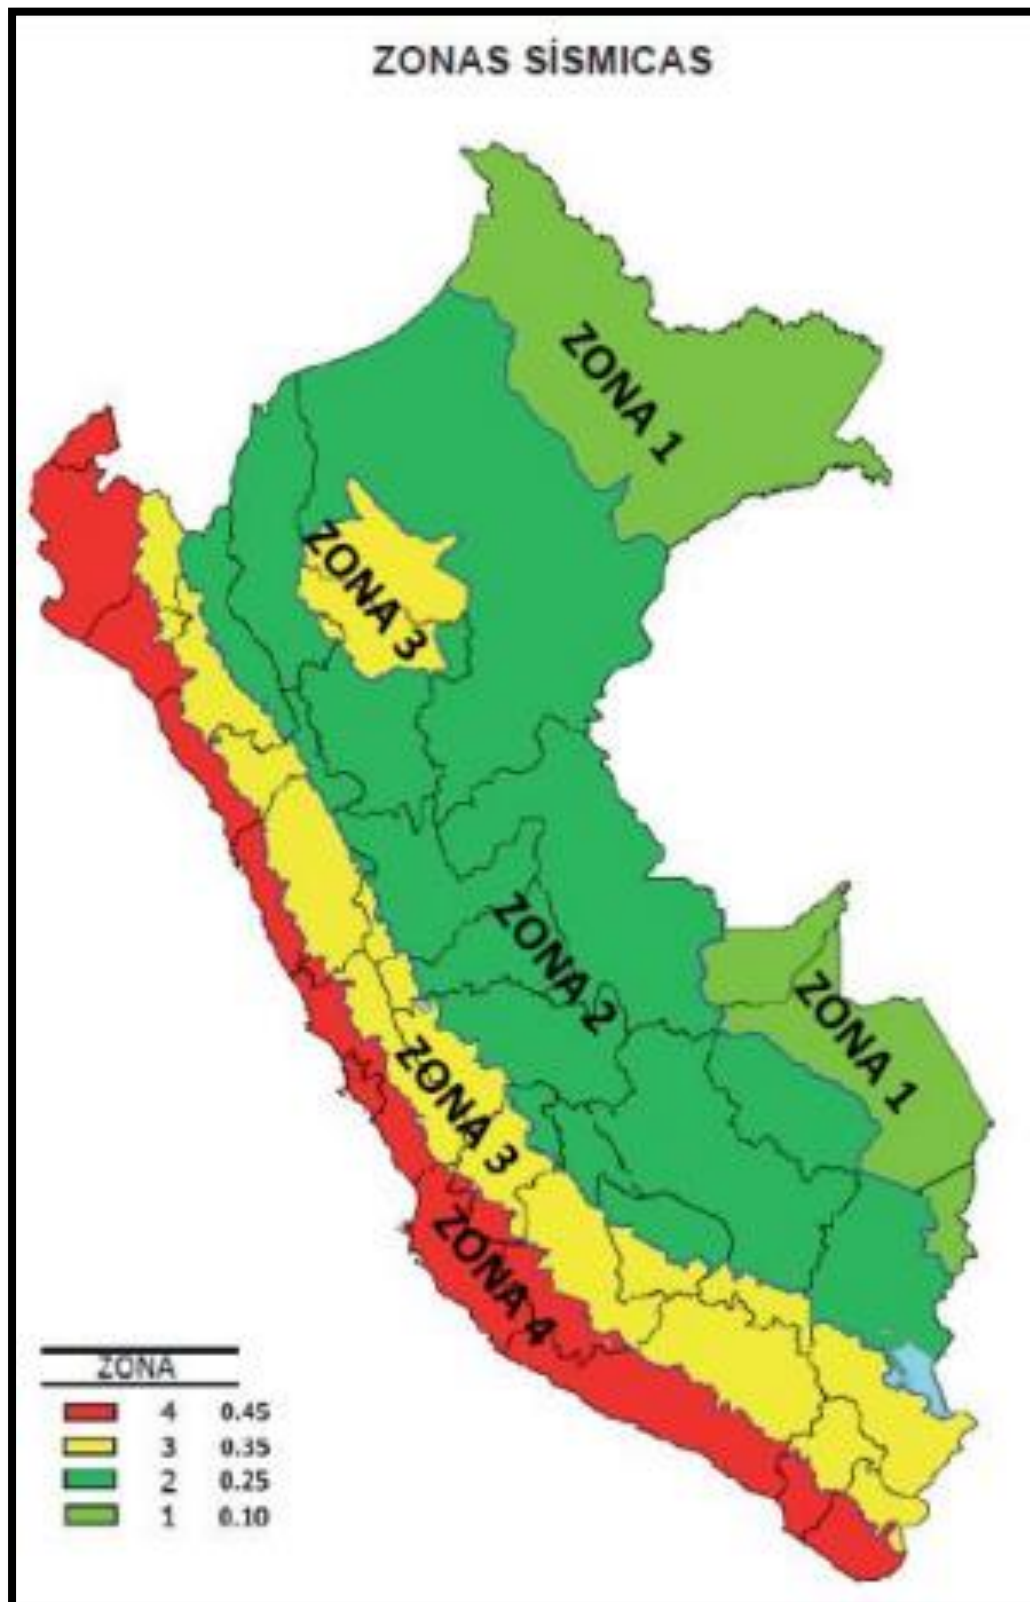 ZONAS SÍSMICAS
ZONA 1
ZONA 3
ZONA 2
ZONA 1
ZONA 3
ZONA 4
ZONA
4 0.45
3 0.35
2 0.25
1 0.10